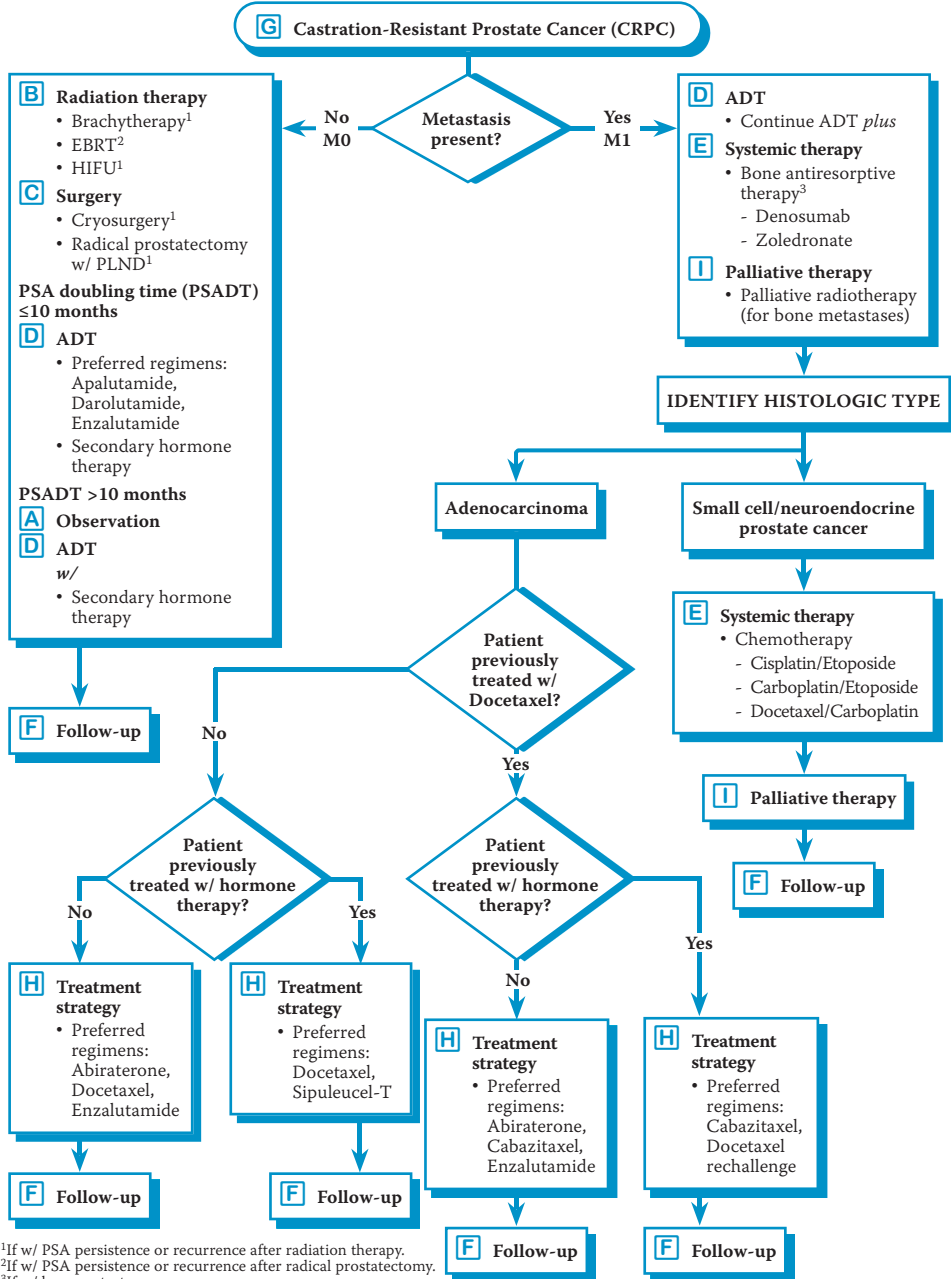 G Castration-Resistant Prostate Cancer (CRPC)
Metastasis
present?
No
M0
Yes
M1
B Radiation therapy
• Brachytherapy¹
• EBRT²
• HIFU¹
C Surgery
• Cryosurgery¹
• Radical prostatectomy
w/ PLND¹
PSA doubling time (PSADT)
≤10 months
D ADT
• Preferred regimens:
Apalutamide,
Darolutamide,
Enzalutamide
• Secondary hormone
therapy
PSADT >10 months
A Observation
D ADT
w/
• Secondary hormone
therapy
F Follow-up
D ADT
• Continue ADT plus
E Systemic therapy
• Bone antiresorptive
therapy³
- Denosumab
- Zoledronate
I Palliative therapy
• Palliative radiotherapy
(for bone metastases)
IDENTIFY HISTOLOGIC TYPE
Adenocarcinoma
Small cell/neuroendocrine
prostate cancer
E Systemic therapy
• Chemotherapy
- Cisplatin/Etoposide
- Carboplatin/Etoposide
- Docetaxel/Carboplatin
I Palliative therapy
F Follow-up
Patient
previously
treated w/
Docetaxel?
No
Yes
Patient
previously
treated w/ hormone
therapy?
No
Yes
Patient
previously
treated w/ hormone
therapy?
No
Yes
H Treatment
strategy
• Preferred
regimens:
Abiraterone,
Docetaxel,
Enzalutamide
F Follow-up
H Treatment
strategy
• Preferred
regimens:
Docetaxel,
Sipuleucel-T
F Follow-up
H Treatment
strategy
• Preferred
regimens:
Abiraterone,
Cabazitaxel,
Enzalutamide
F Follow-up
H Treatment
strategy
• Preferred
regimens:
Cabazitaxel,
Docetaxel
rechallenge
F Follow-up
¹If w/ PSA persistence or recurrence after radiation therapy.
²If w/ PSA persistence or recurrence after radical prostatectomy.